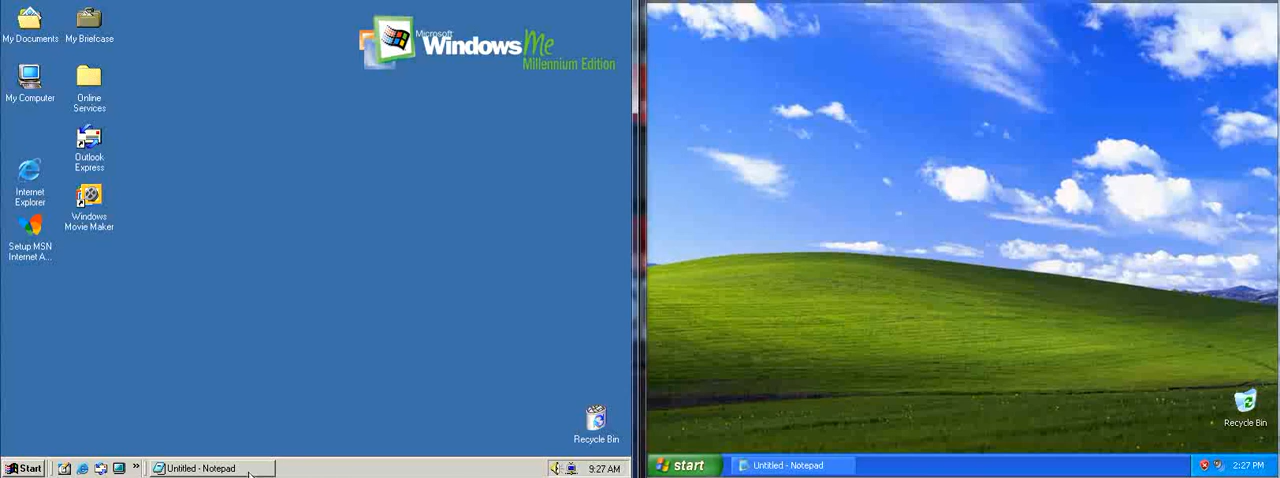 My Documents
My Briefcase
Microsoft
Windows Me
Millennium Edition
My Computer
Online
Services
Outlook
Express
Internet
Explorer
Windows
Movie Maker
Setup MSN
Internet A...
Recycle Bin
Recycle Bin
Start
»
Untitled - Notepad
9:27 AM
start
Untitled - Notepad
2:27 PM